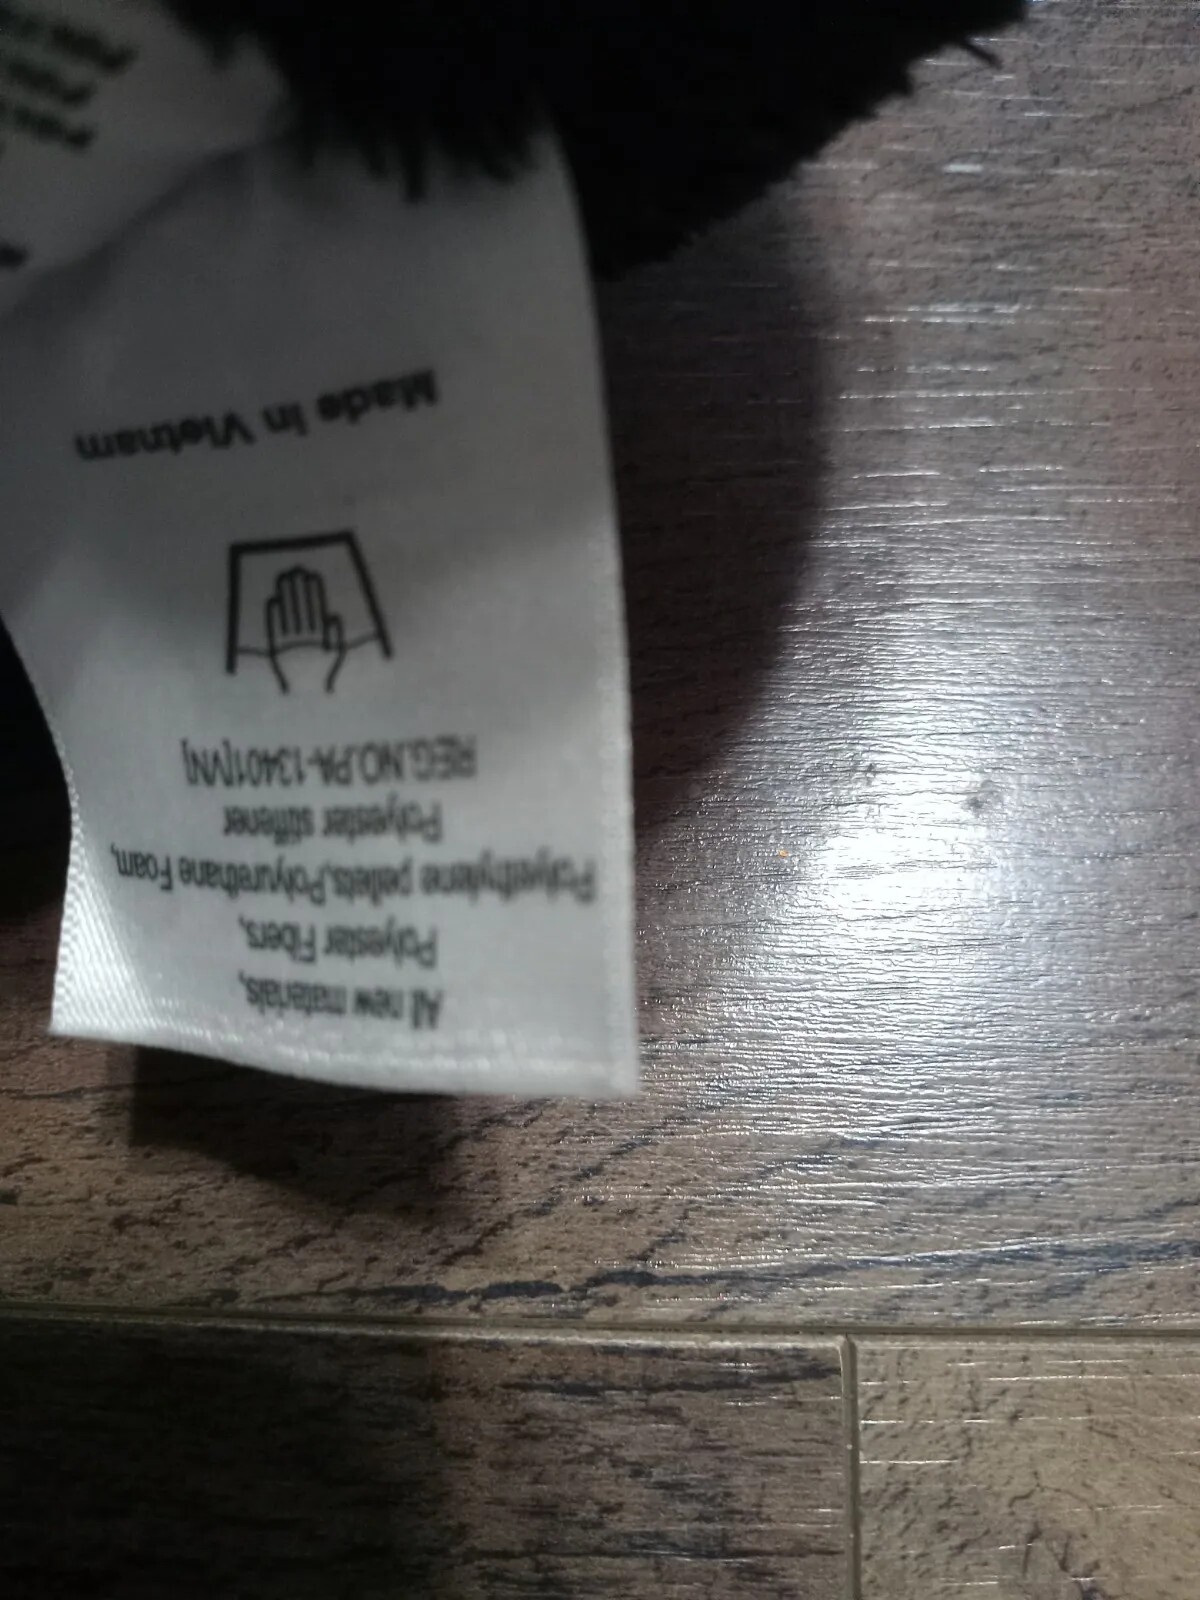 All new materials,
Polyester Fibers,
Polyethylene pellets,Polyurethane Foam,
Polyester stiffener
REG.NO.PA-13401[VN]
Made in Vietnam